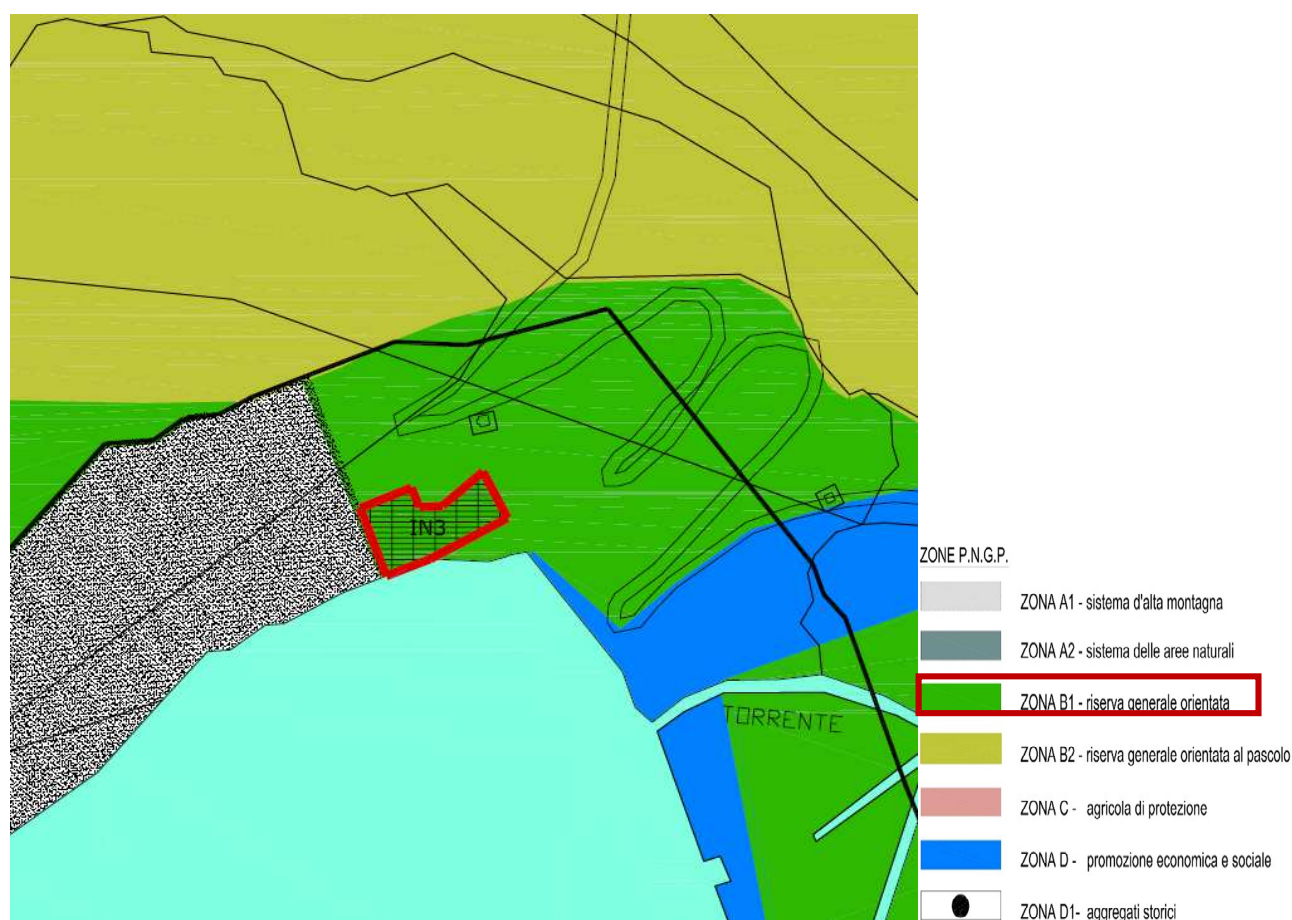 IN3
TORRENTE
ZONE P.N.G.P.
ZONA A1 - sistema d'alta montagna
ZONA A2 - sistema delle aree naturali
ZONA B1 - riserva generale orientata
ZONA B2 - riserva generale orientata al pascolo
ZONA C - agricola di protezione
ZONA D - promozione economica e sociale
ZONA D1- aggregati storici